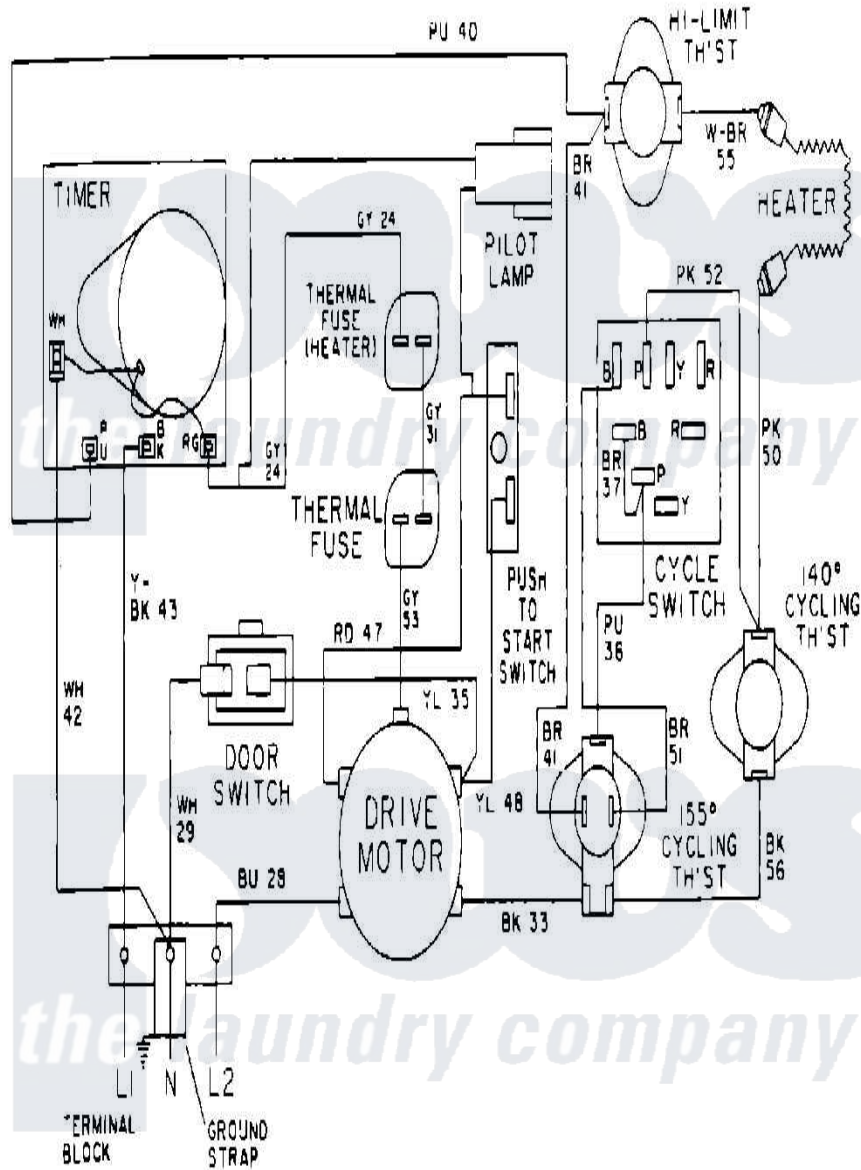 PU 40
HI-LIMIT
TH'ST
W-BR
55
BR
41
TIMER
HEATER
GY 24
PILOT
LAMP
PK 52
THERMAL
FUSE
(HEATER)
WH
B
P
Y
R
P
U
B
K
RG
GY
24
GY
31
B
R
BR
37
P
Y
PK
50
the laundry company
THERMAL
FUSE
CYCLE
SWITCH
140°
CYCLING
TH'ST
PUSH
TO
START
SWITCH
Y-
BK 43
GY
53
RD 47
PU
36
WH
42
YL 35
DOOR
SWITCH
BR
41
BR
51
WH
29
DRIVE
MOTOR
YL 48
155°
CYCLING
TH'ST
BK
56
BU 28
BK 33
the laundry company
L1
N
L2
TERMINAL
BLOCK
GROUND
STRAP